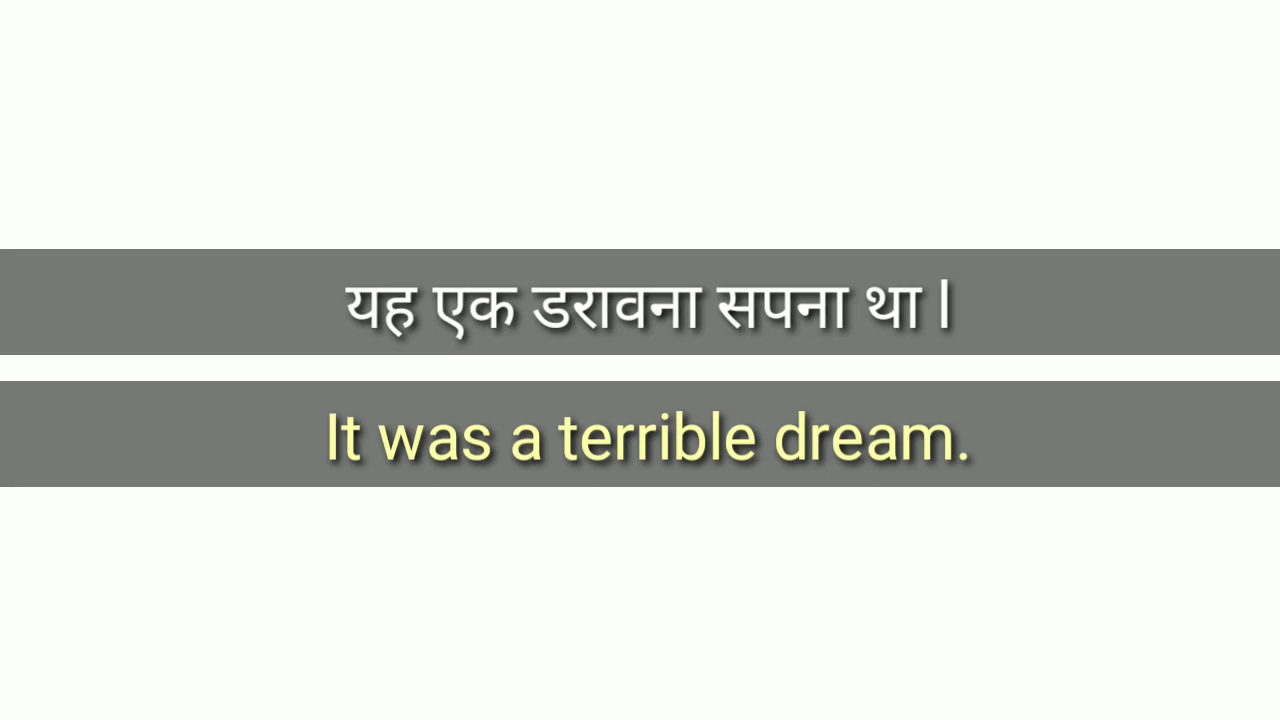 यह एक डरावना सपना था l
It was a terrible dream.